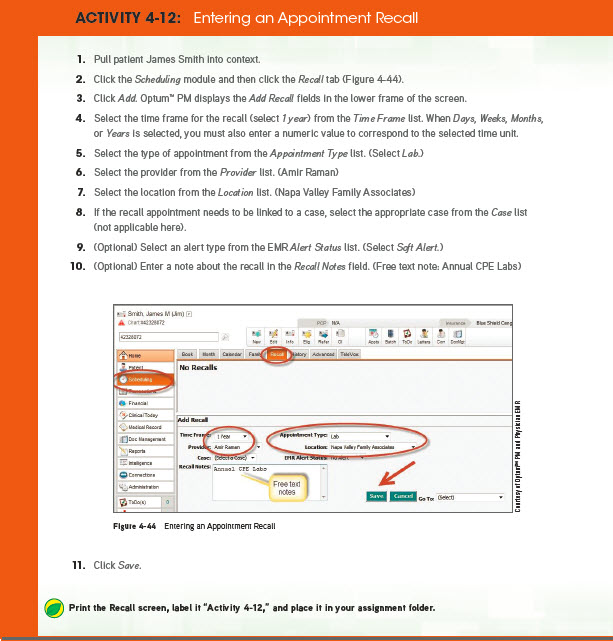 ACTIVITY 4-12: Entering an Appointment Recall
1. Pull patient James Smith into context.
2. Click the Scheduling module and then click the Recall tab (Figure 4-44).
3. Click Add. Optum™ PM displays the Add Recall fields in the lower frame of the screen.
4. Select the time frame for the recall (select 1 year) from the Time Frame list. When Days, Weeks, Months,
or Years is selected, you must also enter a numeric value to correspond to the selected time unit.
5. Select the type of appointment from the Appointment Type list. (Select Lab.)
6. Select the provider from the Provider list. (Amir Raman)
7. Select the location from the Location list. (Napa Valley Family Associates)
8. If the recall appointment needs to be linked to a case, select the appropriate case from the Case list
(not applicable here).
9. (Optional) Select an alert type from the EMR Alert Status list. (Select Soft Alert.)
10. (Optional) Enter a note about the recall in the Recall Notes field. (Free text note: Annual CPE Labs)
Smith, James M (Jim)
Chart #42328072
PCP N/A
Insurance Blue Shield Cong
42328072
New Edit Info Elig Refer OI Appts Batch ToDo Letters Corr DocMgt
Home
Patient
Scheduling
Transactions
Financial
Clinical Today
Medical Record
Doc Management
Reports
Intelligence
Connections
Administration
ToDo(s) 0
Book Month Calendar Family Recall History Advanced TeleVox
No Recalls
Add Recall
Time Frame: 1 Year Appointment Type: Lab
Provider: Amir Raman Location: Napa Valley Family Associates
Case: (Select a Case) EMR Alert Status: No Alert
Recall Notes: Annual CPE Labs
Free text
notes
Save Cancel Go To: (Select)
Courtesy of Optum™ PM and Physician EMR
Figure 4-44 Entering an Appointment Recall
11. Click Save.
Print the Recall screen, label it "Activity 4-12," and place it in your assignment folder.